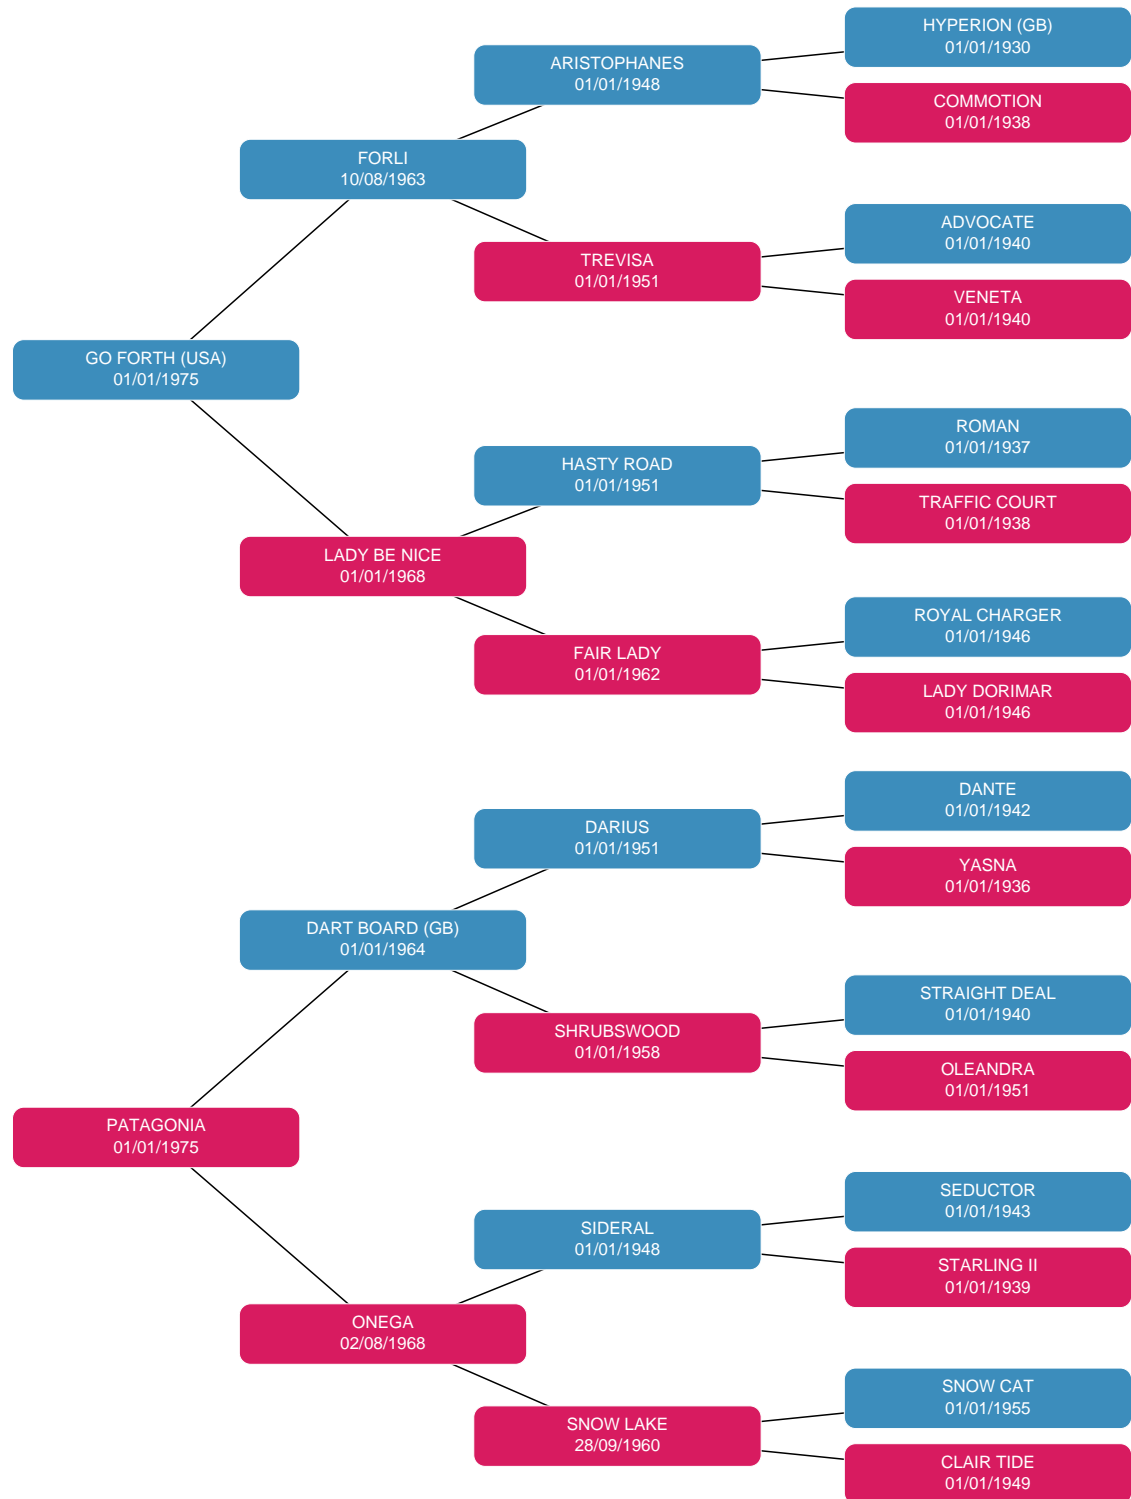 HYPERION (GB)
01/01/1930
ARISTOPHANES
01/01/1948
COMMOTION
01/01/1938
FORLI
10/08/1963
ADVOCATE
01/01/1940
TREVISA
01/01/1951
VENETA
01/01/1940
GO FORTH (USA)
01/01/1975
ROMAN
01/01/1937
HASTY ROAD
01/01/1951
TRAFFIC COURT
01/01/1938
LADY BE NICE
01/01/1968
ROYAL CHARGER
01/01/1946
FAIR LADY
01/01/1962
LADY DORIMAR
01/01/1946
DANTE
01/01/1942
DARIUS
01/01/1951
YASNA
01/01/1936
DART BOARD (GB)
01/01/1964
STRAIGHT DEAL
01/01/1940
SHRUBSWOOD
01/01/1958
OLEANDRA
01/01/1951
PATAGONIA
01/01/1975
SEDUCTOR
01/01/1943
SIDERAL
01/01/1948
STARLING II
01/01/1939
ONEGA
02/08/1968
SNOW CAT
01/01/1955
SNOW LAKE
28/09/1960
CLAIR TIDE
01/01/1949